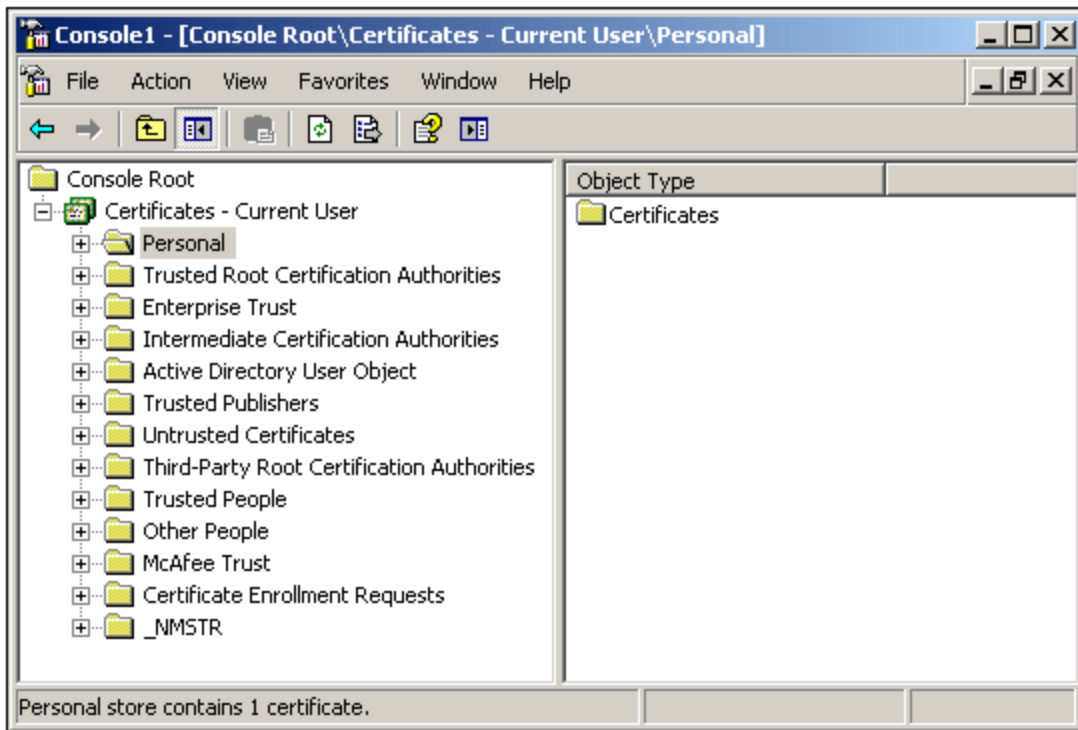 Console1 - [Console Root\Certificates - Current User\Personal]
File Action View Favorites Window Help
Console Root
Certificates - Current User
Personal
Trusted Root Certification Authorities
Enterprise Trust
Intermediate Certification Authorities
Active Directory User Object
Trusted Publishers
Untrusted Certificates
Third-Party Root Certification Authorities
Trusted People
Other People
McAfee Trust
Certificate Enrollment Requests
_NMSTR
Object Type
Certificates
Personal store contains 1 certificate.